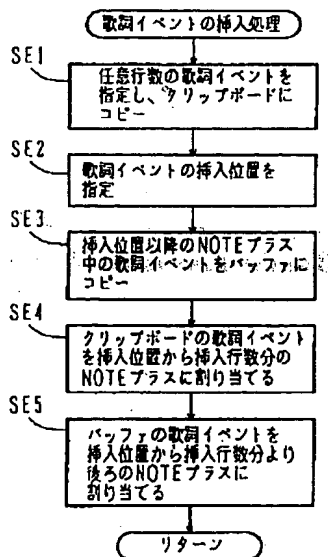 歌詞イベントの挿入処理
SE1
任意行数の歌詞イベントを
指定し、クリップボードに
コピー
SE2
歌詞イベントの挿入位置を
指定
SE3
挿入位置以降のNOTEプラス
中の歌詞イベントをバッファに
コピー
SE4
クリップボードの歌詞イベント
を挿入位置から挿入行数分の
NOTEプラスに割り当てる
SE5
バッファの歌詞イベントを
挿入位置から挿入行数分より
後ろのNOTEプラスに
割り当てる
リターン